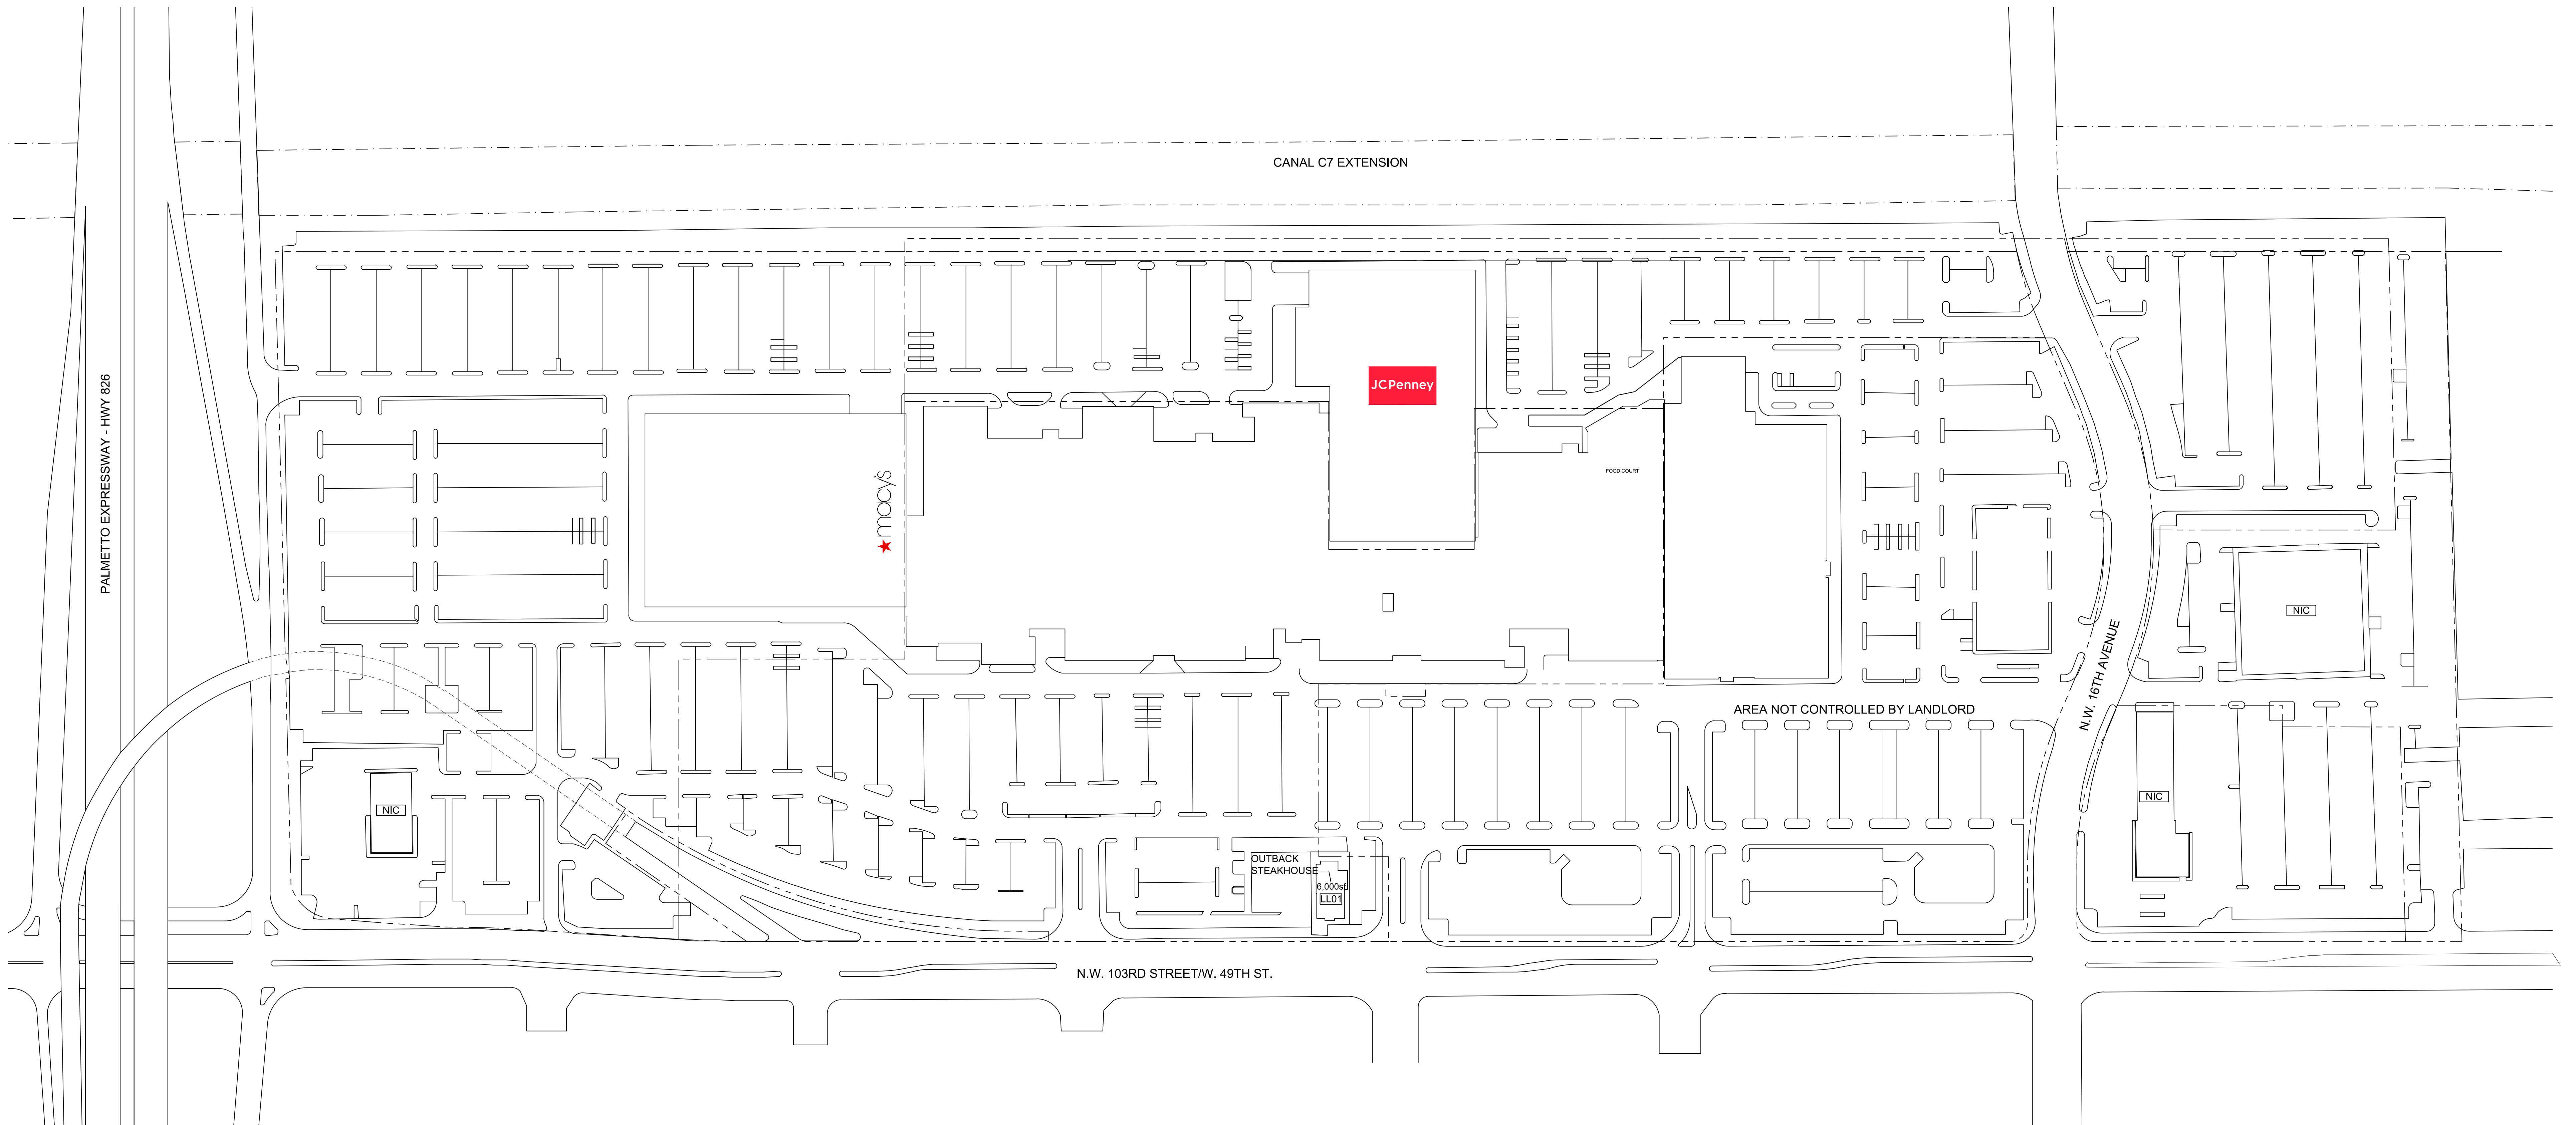 CANAL C7 EXTENSION
PALMETTO EXPRESSWAY - HWY 826
JCPenney
macys
FOOD COURT
N.W. 16TH AVENUE
NIC
AREA NOT CONTROLLED BY LANDLORD
NIC
NIC
OUTBACK
STEAKHOUSE
6,000sf
LL01
N.W. 103RD STREET/W. 49TH ST.